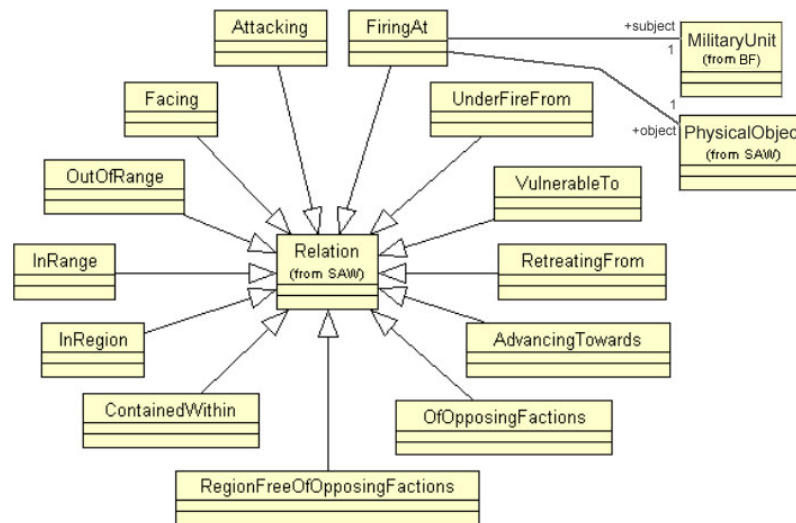 Attacking
FiringAt
+subject
1
MilitaryUnit
(from BF)
Facing
UnderFireFrom
1
+object
PhysicalObject
(from SAW)
OutOfRange
VulnerableTo
InRange
Relation
(from SAW)
RetreatingFrom
InRegion
AdvancingTowards
ContainedWithin
OfOpposingFactions
RegionFreeOfOpposingFactions